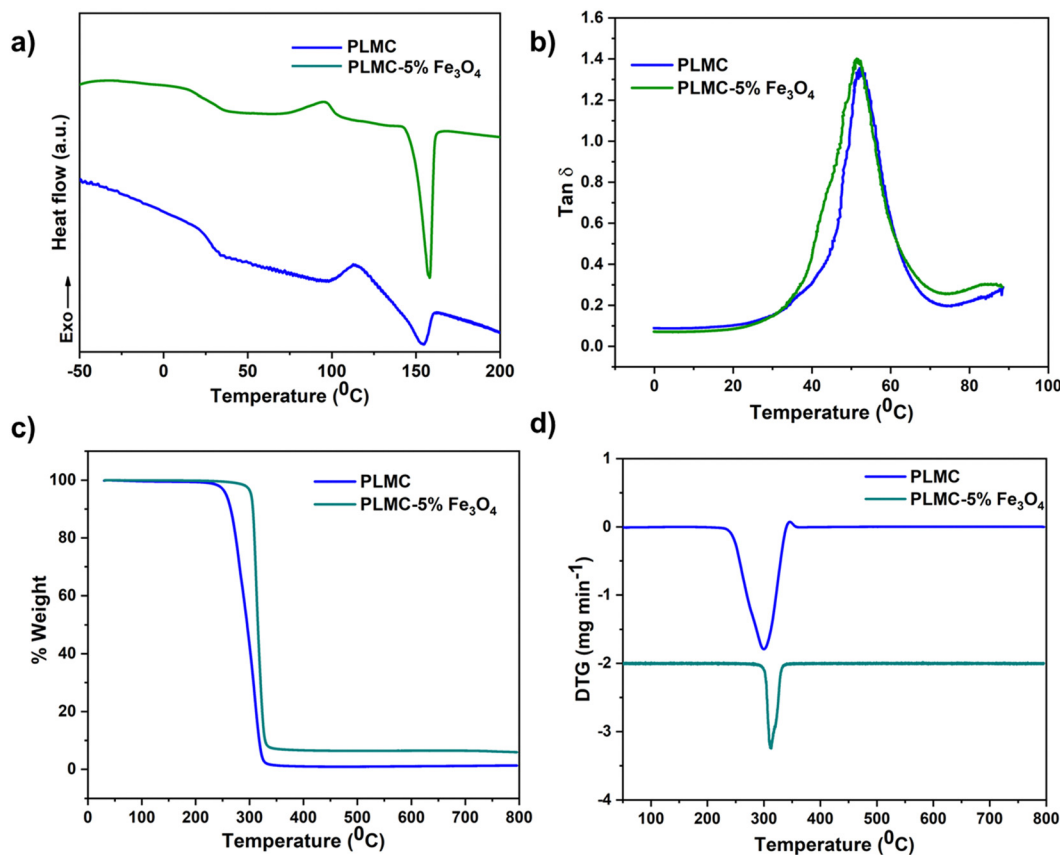 a)
PLMC
PLMC-5% Fe₃O₄
Heat flow (a.u.)
Exo
-50 0 50 100 150 200
Temperature (⁰C)
b)
1.6
1.4
1.2
1.0
0.8
0.6
0.4
0.2
0.0
PLMC
PLMC-5% Fe₃O₄
Tan δ
0 20 40 60 80 100
Temperature (⁰C)
c)
100
80
60
40
20
0
PLMC
PLMC-5% Fe₃O₄
% Weight
0 100 200 300 400 500 600 700 800
Temperature (⁰C)
d)
1
0
-1
-2
-3
-4
PLMC
PLMC-5% Fe₃O₄
DTG (mg min⁻¹)
100 200 300 400 500 600 700 800
Temperature (⁰C)